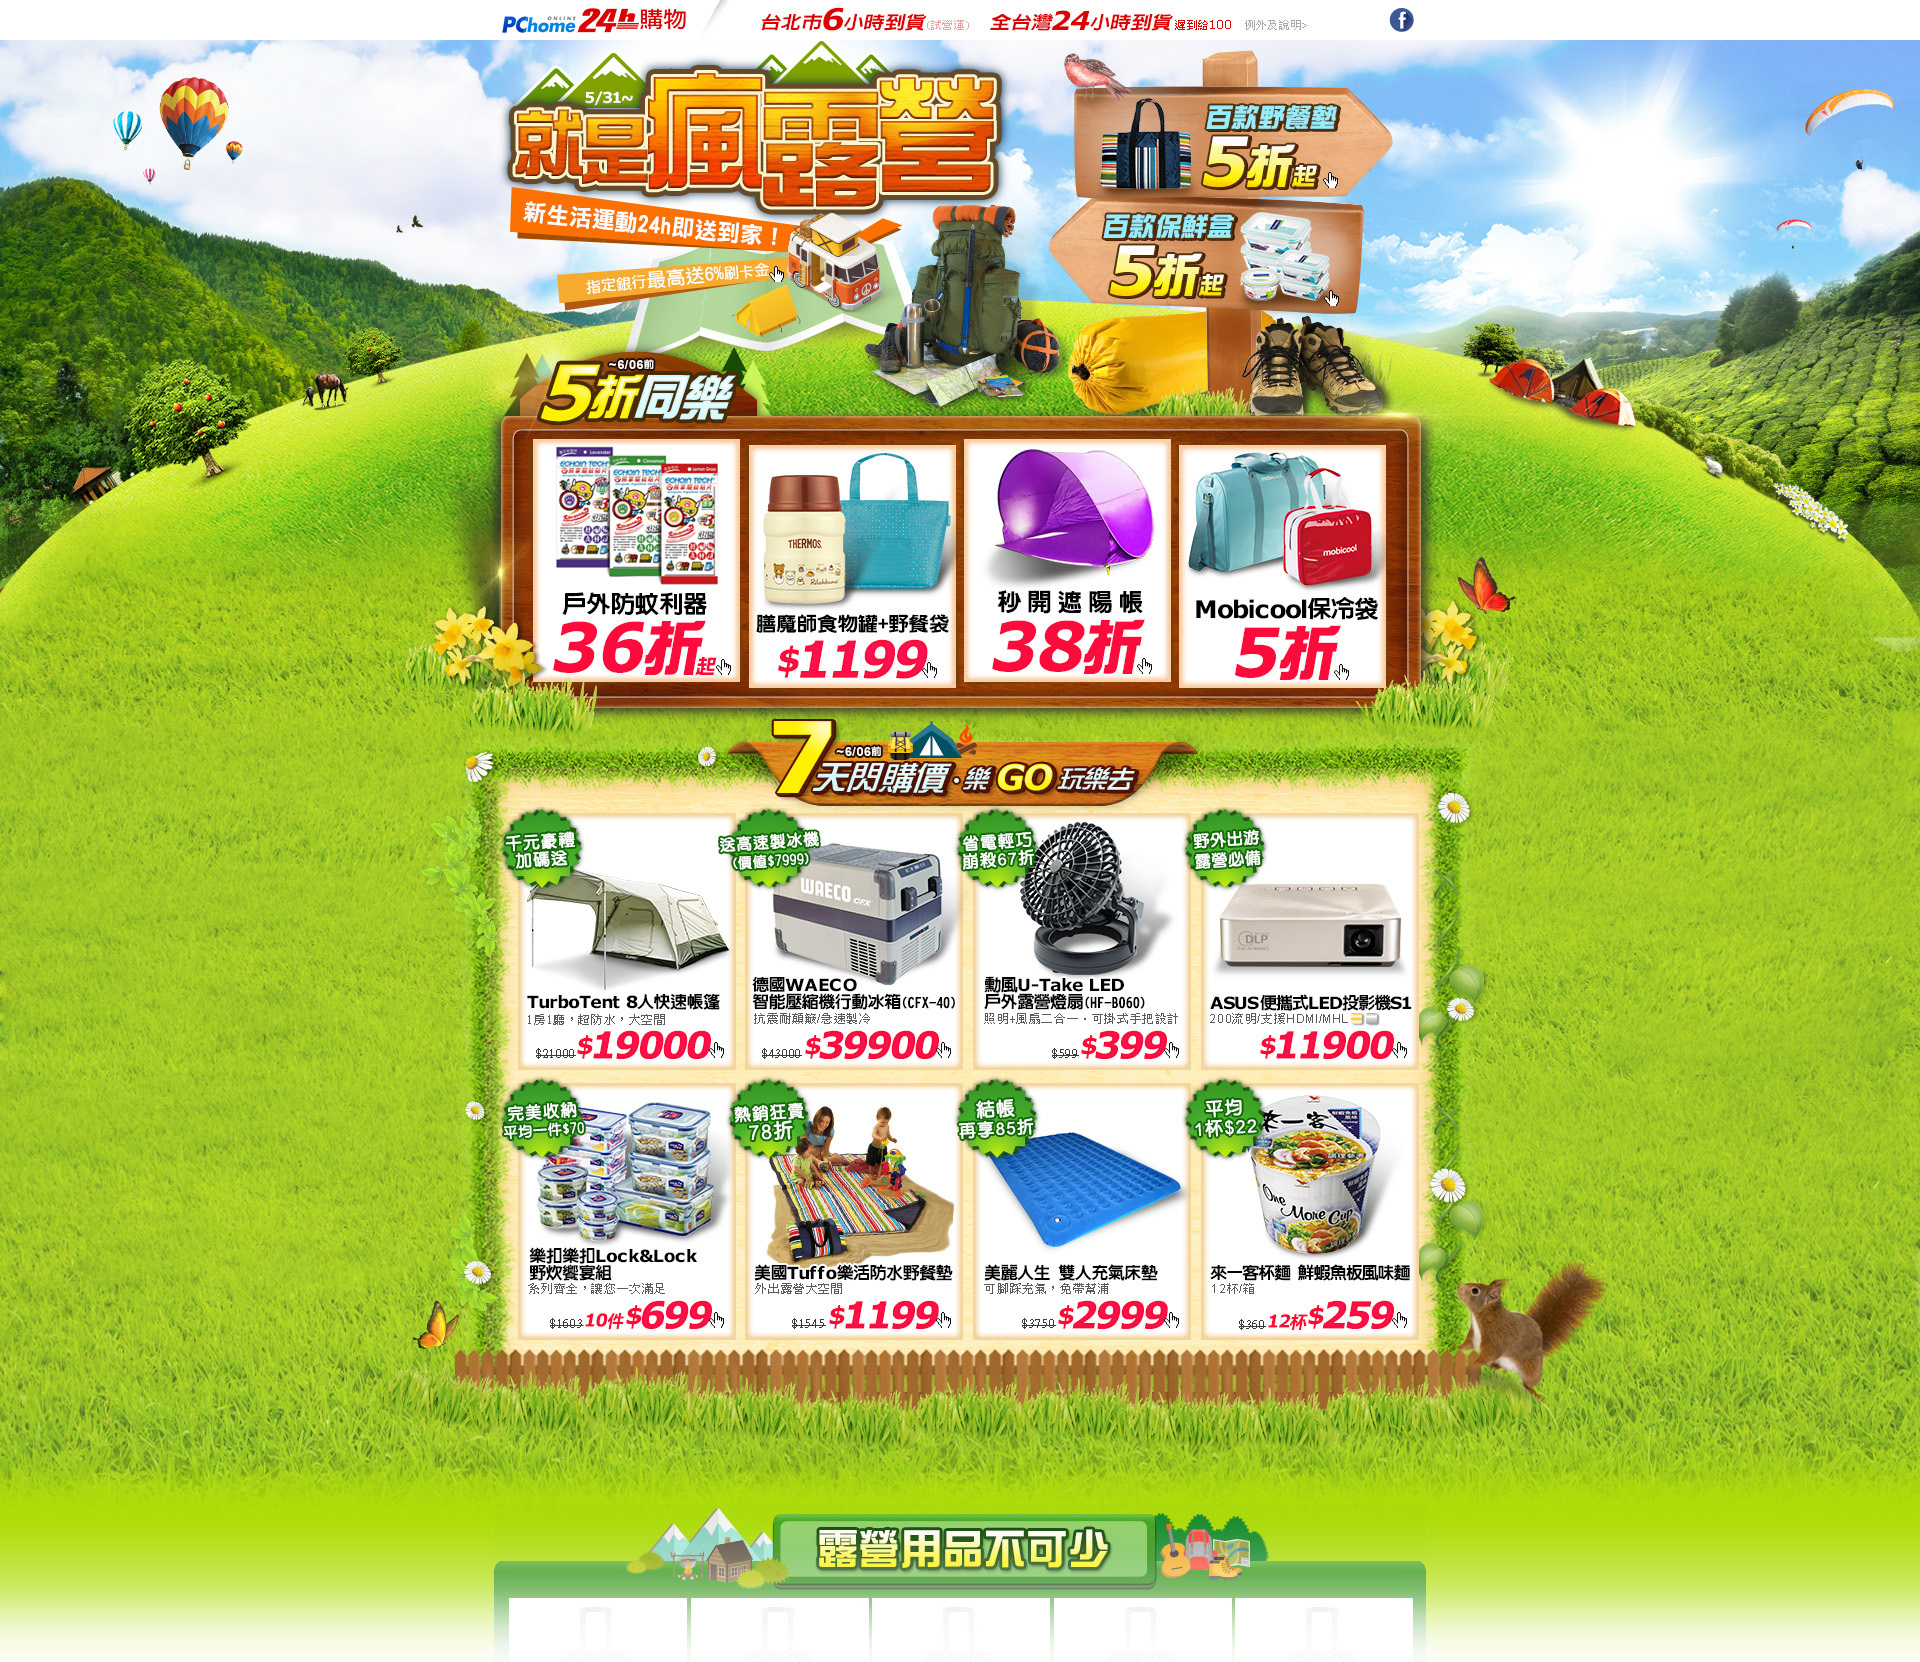 PChome ONLINE 24h購物
台北市6小時到貨(試營運)
全台灣24小時到貨 遲到給100
例外及說明>
5/31~
就是瘋露營
新生活運動24h即送到家！
指定銀行最高送6%刷卡金
百款野餐墊
5折起
百款保鮮盒
5折起
~6/06前
5折同樂
戶外防蚊利器
36折起
THERMOS
膳魔師食物罐+野餐袋
$1199
秒開遮陽帳
38折
mobicool
Mobicool保冷袋
5折
~6/06前
7天閃購價·樂GO玩樂去
千元豪禮
加碼送
TurboTent 8人快速帳篷
1房1廳，超防水，大空間
$21000 $19000
送高速製冰機
(價值$7999)
WAECO CFX
德國WAECO
智能壓縮機行動冰箱(CFX-40)
抗震耐顛簸/急速製冷
$43000 $39900
省電輕巧
崩殺67折
勳風U-Take LED
戶外露營燈扇(HF-B060)
照明+風扇二合一·可掛式手把設計
$599 $399
野外出游
露營必備
DLP
ASUS便攜式LED投影機S1
200流明/支援HDMI/MHL
$11900
完美收納
平均一件$70
樂扣樂扣Lock&Lock
野炊饗宴組
系列齊全，讓您一次滿足
$1603 10件$699
熱銷狂賣
78折
美國Tuffo樂活防水野餐墊
外出露營大空間
$1545 $1199
結帳
再享85折
美麗人生 雙人充氣床墊
可腳踩充氣，免帶幫浦
$3750 $2999
平均
1杯$22
來一客
One
More Cup
來一客杯麵 鮮蝦魚板風味麵
12杯/箱
$360 12杯$259
露營用品不可少